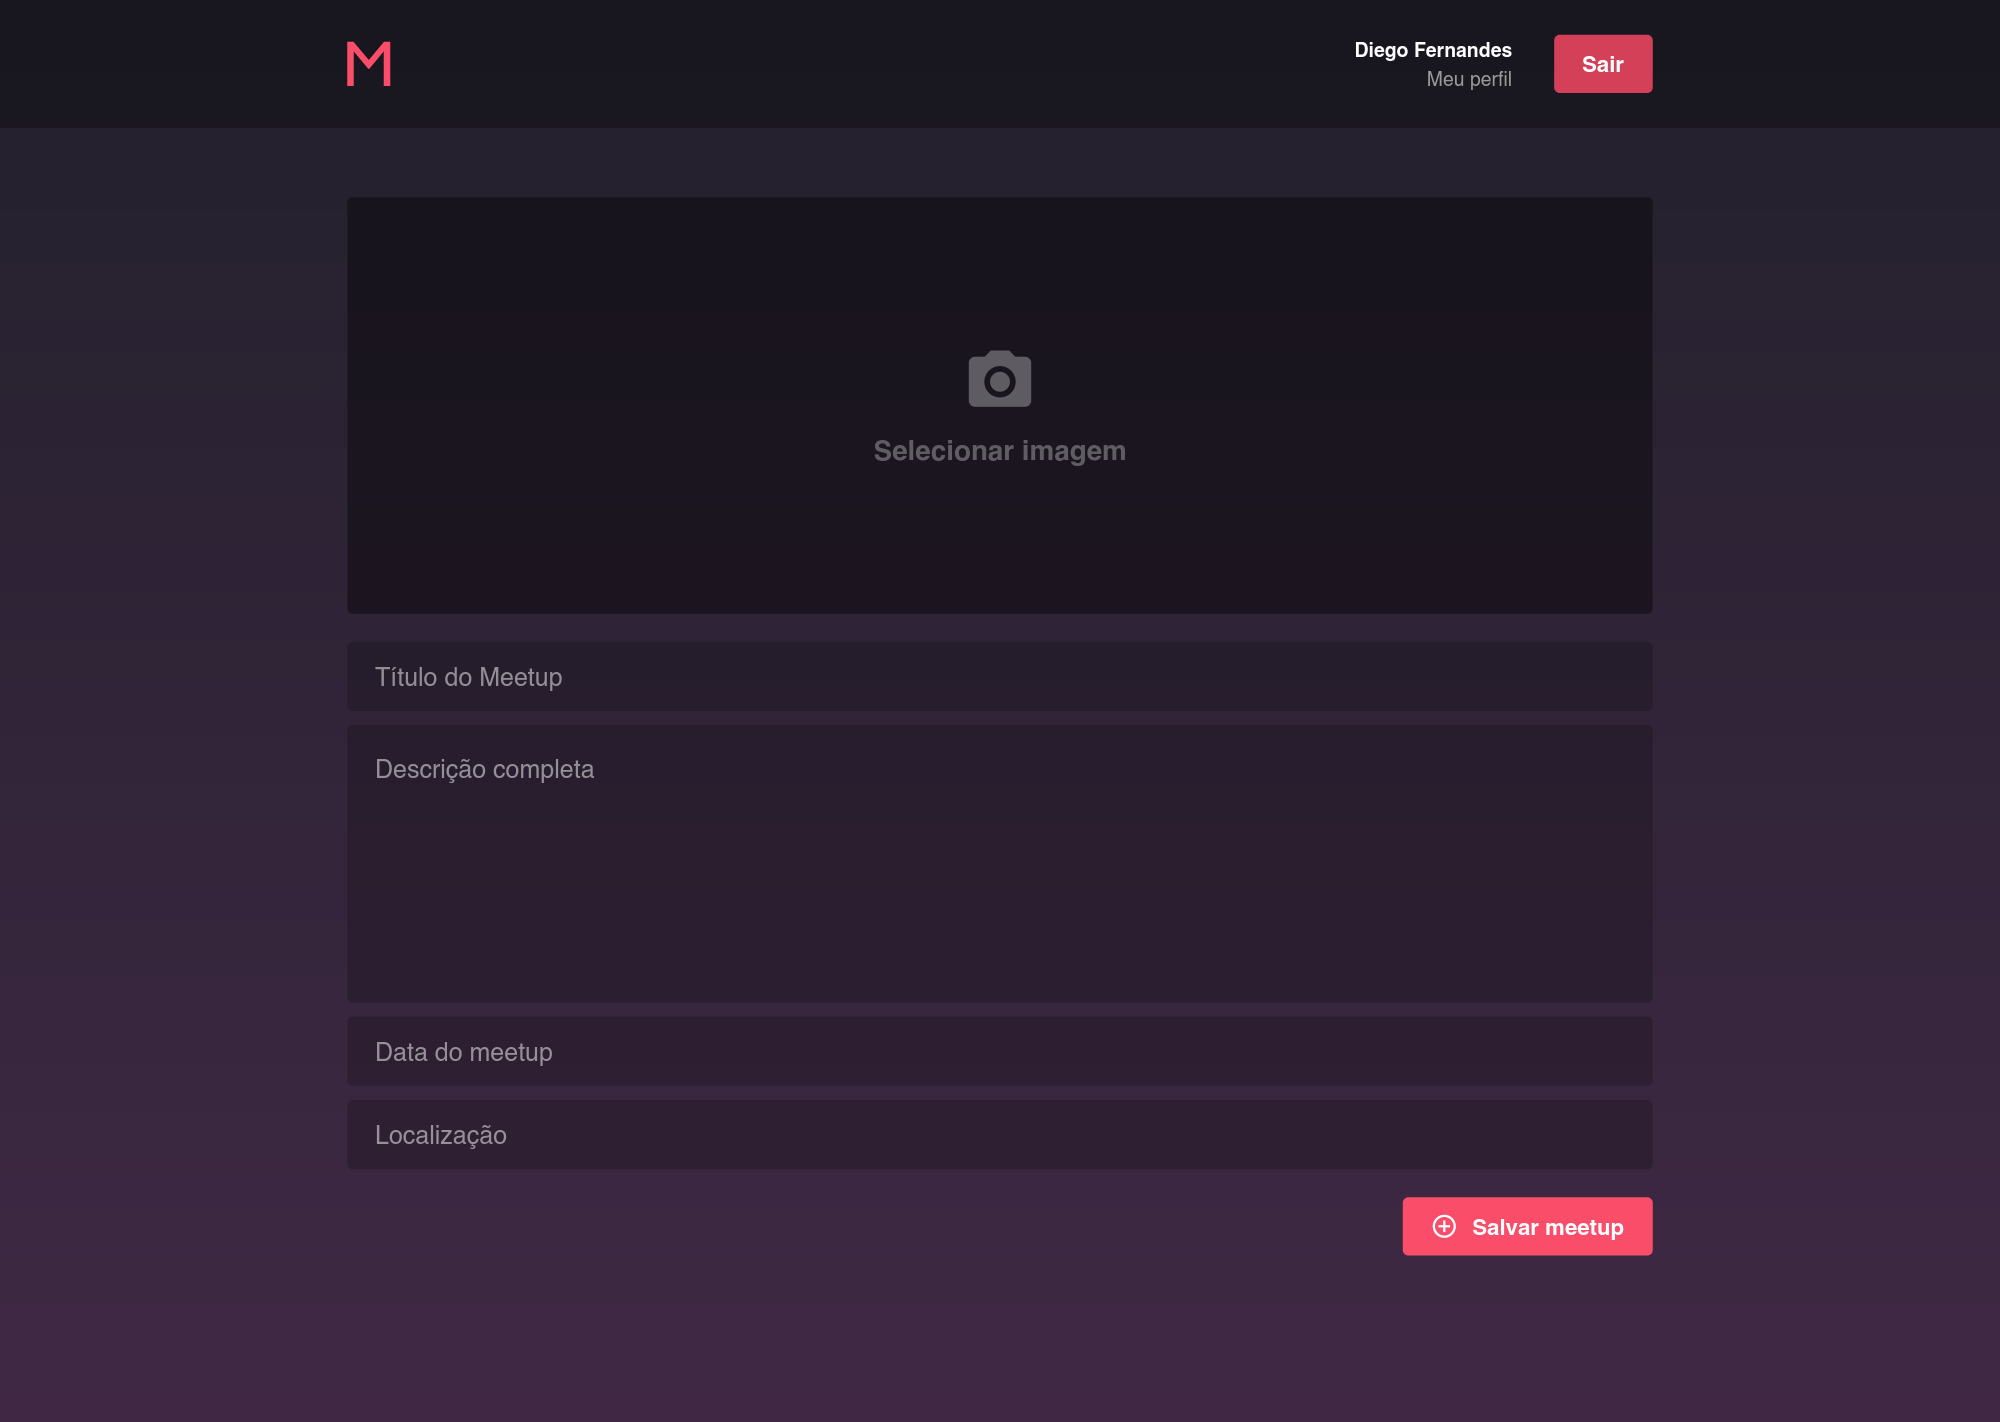 M
Diego Fernandes
Meu perfil
Sair
Selecionar imagem
Título do Meetup
Descrição completa
Data do meetup
Localização
Salvar meetup